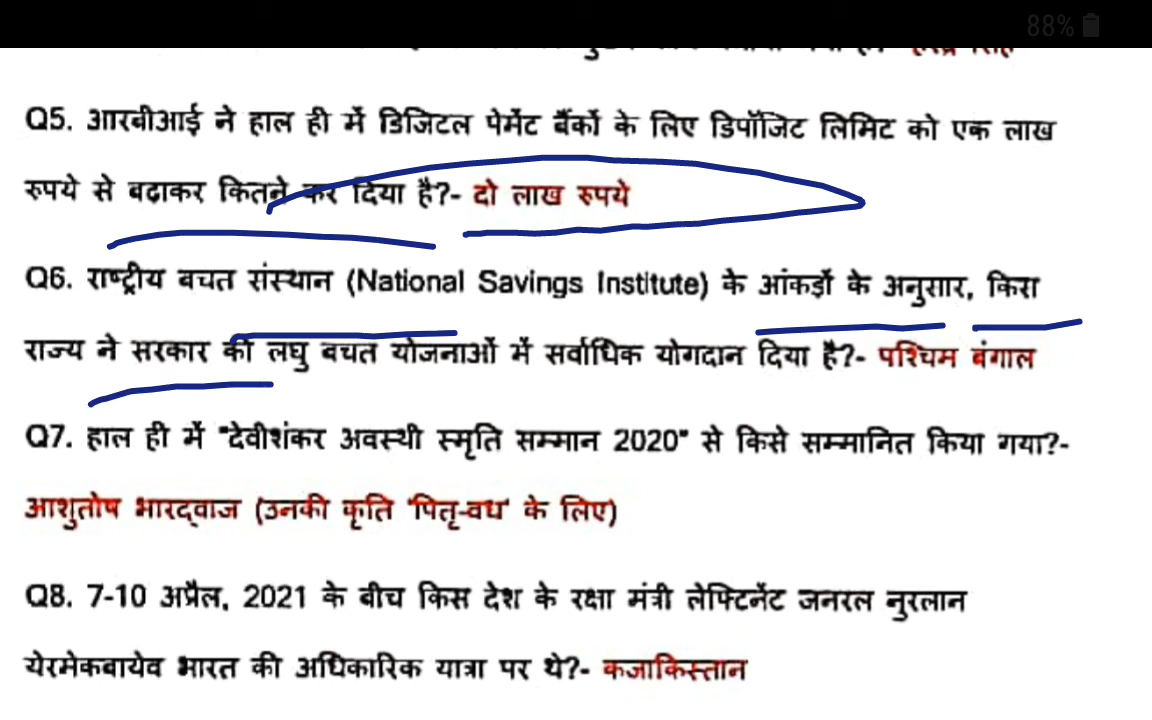 88%
Q5. आरबीआई ने हाल ही में डिजिटल पेमेंट बैंकों के लिए डिपॉजिट लिमिट को एक लाख
रुपये से बढाकर कितने कर दिया है?- दो लाख रुपये
Q6. राष्ट्रीय बचत संस्थान (National Savings Institute) के आंकड़ों के अनुसार, किस
राज्य ने सरकार की लघु बचत योजनाओं में सर्वाधिक योगदान दिया है?- पश्चिम बंगाल
Q7. हाल ही में "देवीशंकर अवस्थी स्मृति सम्मान 2020" से किसे सम्मानित किया गया?-
आशुतोष भारद्वाज (उनकी कृति 'पितृ-वध' के लिए)
Q8. 7-10 अप्रैल, 2021 के बीच किस देश के रक्षा मंत्री लेफ्टिनेंट जनरल नुरलान
येरमेकबायेव भारत की अधिकारिक यात्रा पर थे?- कजाकिस्तान